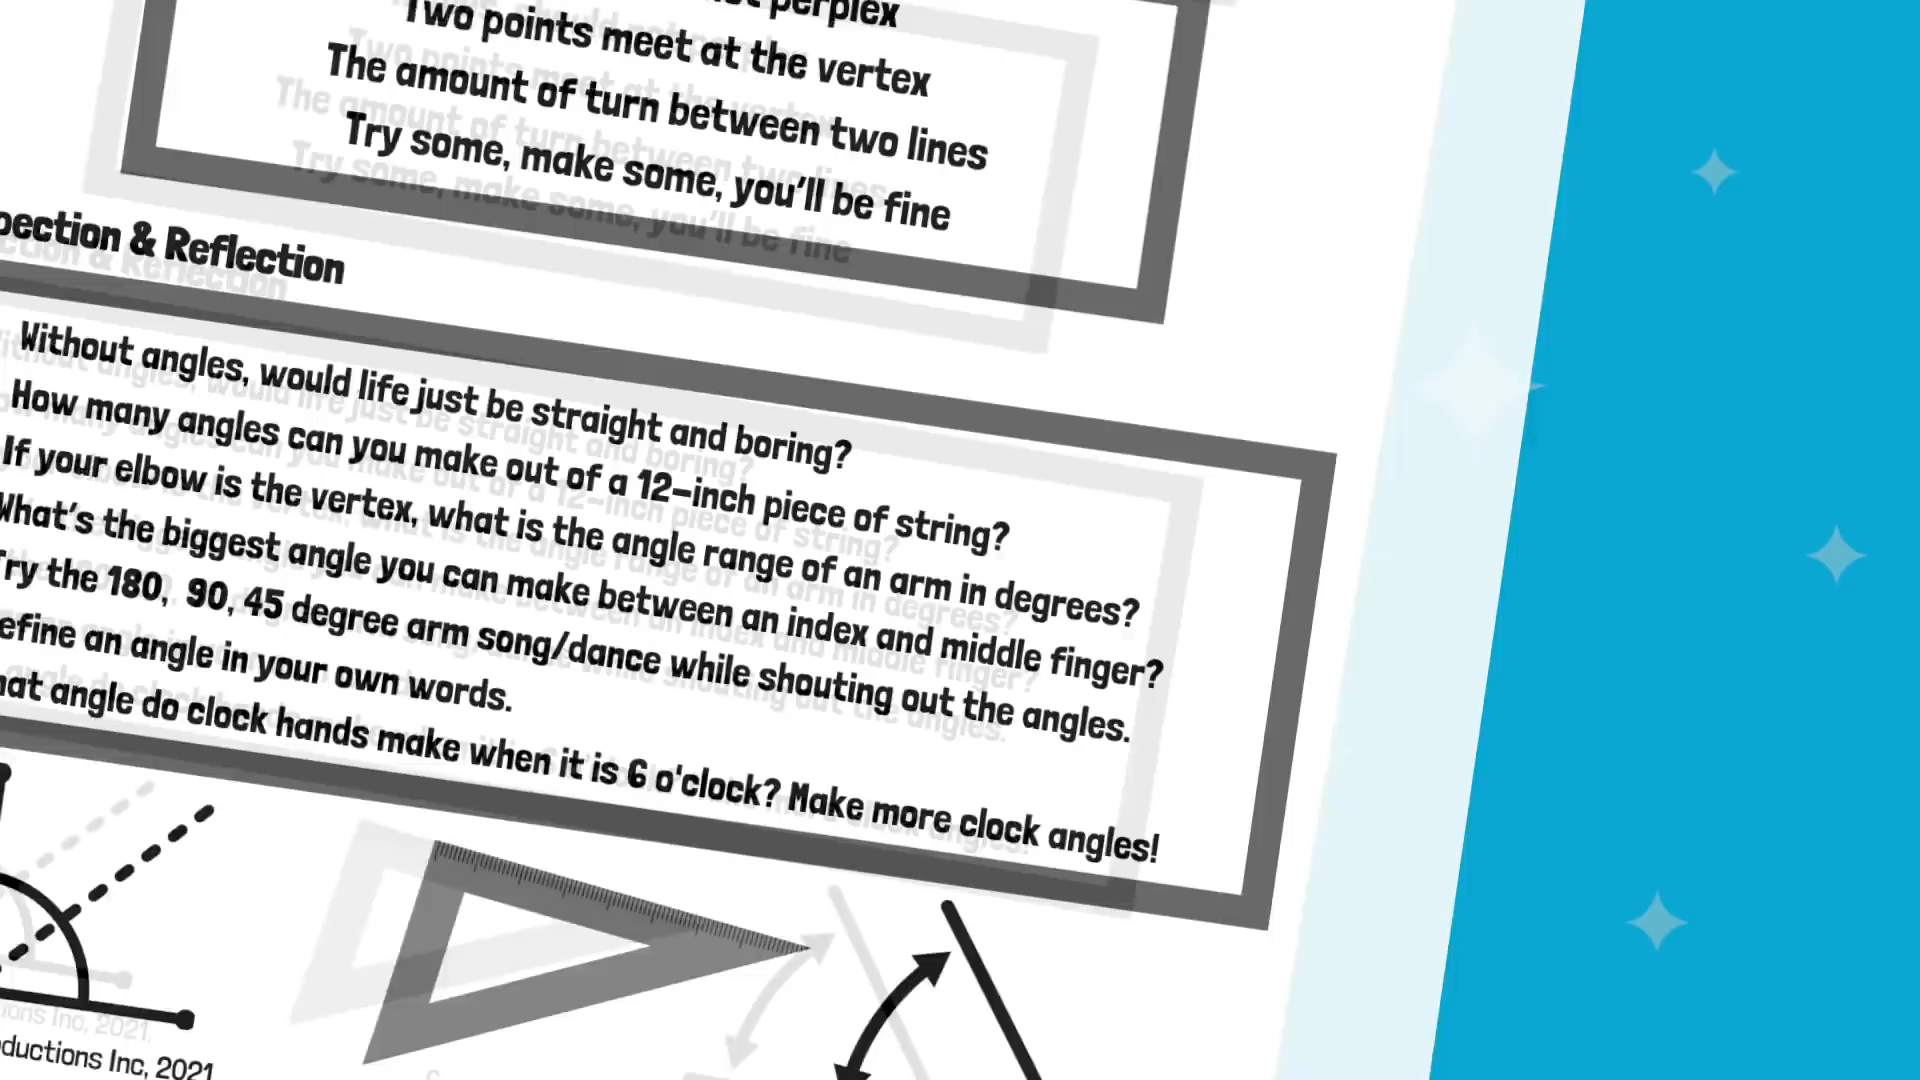 perplex
Two points meet at the vertex
The amount of turn between two lines
Try some, make some, you'll be fine
pection & Reflection
Without angles, would life just be straight and boring?
How many angles can you make out of a 12-inch piece of string?
If your elbow is the vertex, what is the angle range of an arm in degrees?
What's the biggest angle you can make between an index and middle finger?
Try the 180, 90, 45 degree arm song/dance while shouting out the angles.
efine an angle in your own words.
hat angle do clock hands make when it is 6 o'clock? Make more clock angles!
ductions Inc, 2021